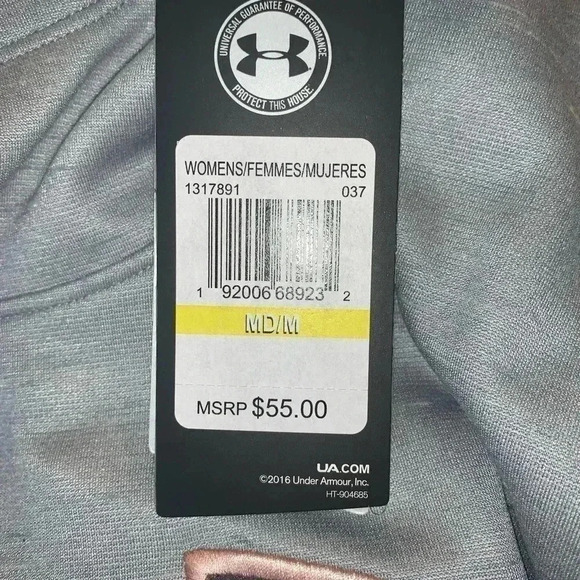 UNIVERSAL GUARANTEE OF PERFORMANCE.
PROTECT THIS HOUSE.
WOMENS/FEMMES/MUJERES
1317891 037
1 92006 68923 2
MD/M
MSRP $55.00
UA.COM
©2016 Under Armour, Inc.
HT-904685